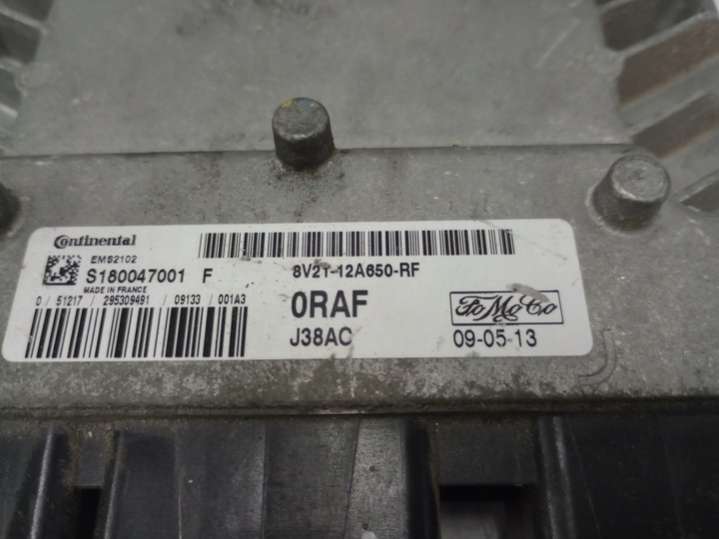 Continental
EMS2102
S180047001 F
MADE IN FRANCE
0 / 51217 / 295309491 / 09133 / 001A3
8V21-12A650-RF
0RAF
J38AC
FoMoCo
09-05-13